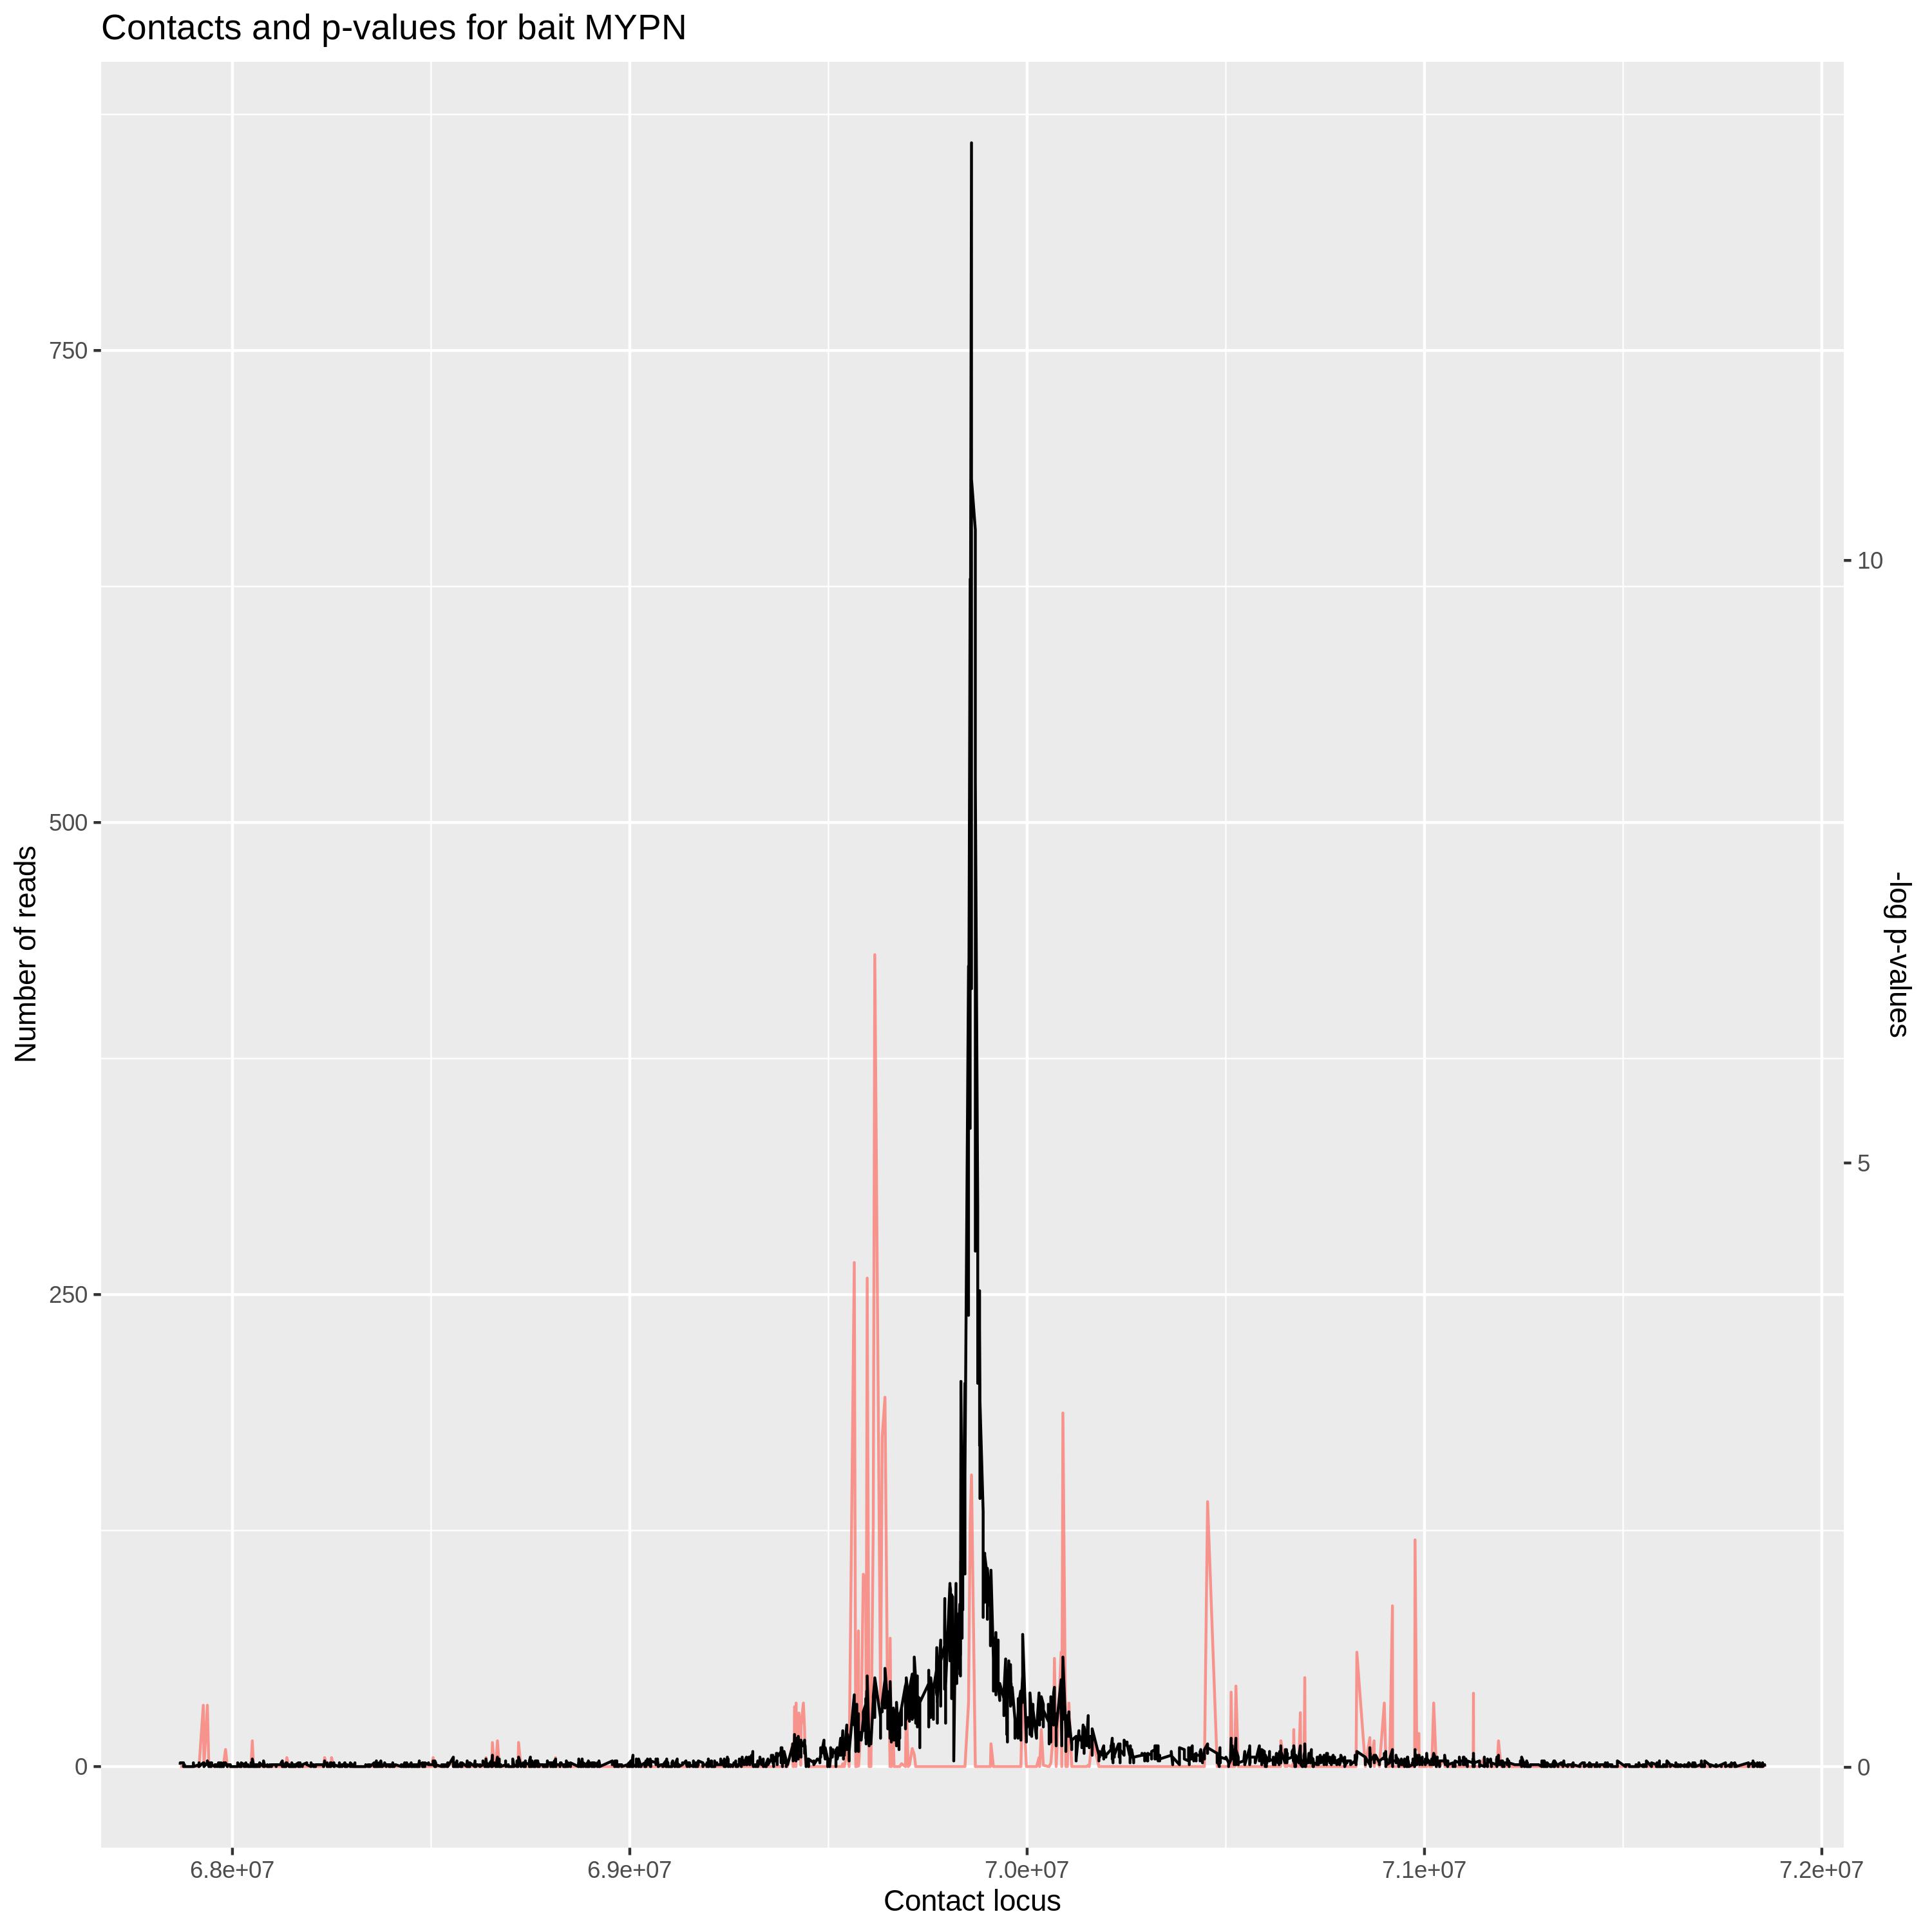 Contacts and p-values for bait MYPN
Number of reads
750
500
250
0
10
5
0
-log p-values
6.8e+07 6.9e+07 7.0e+07 7.1e+07 7.2e+07
Contact locus